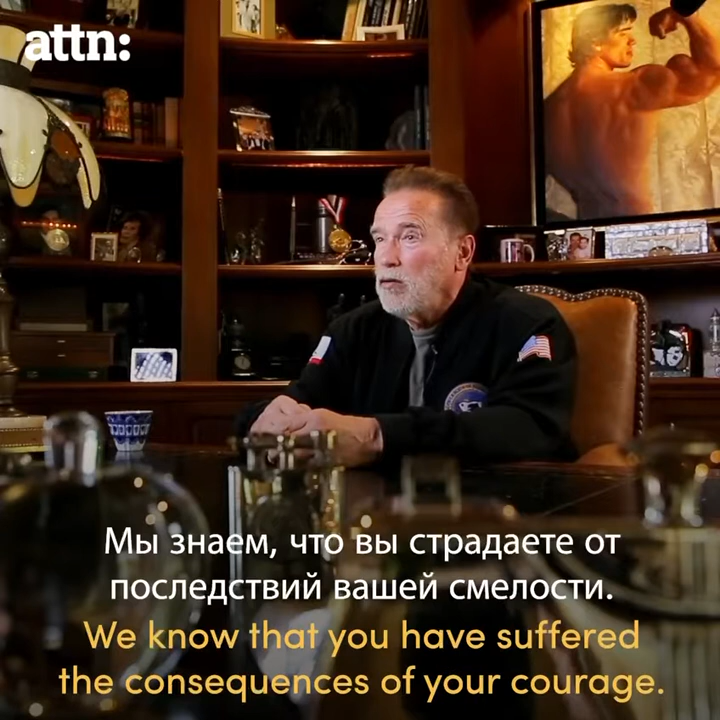 attn:
Мы знаем, что вы страдаете от
последствий вашей смелости.
We know that you have suffered
the consequences of your courage.